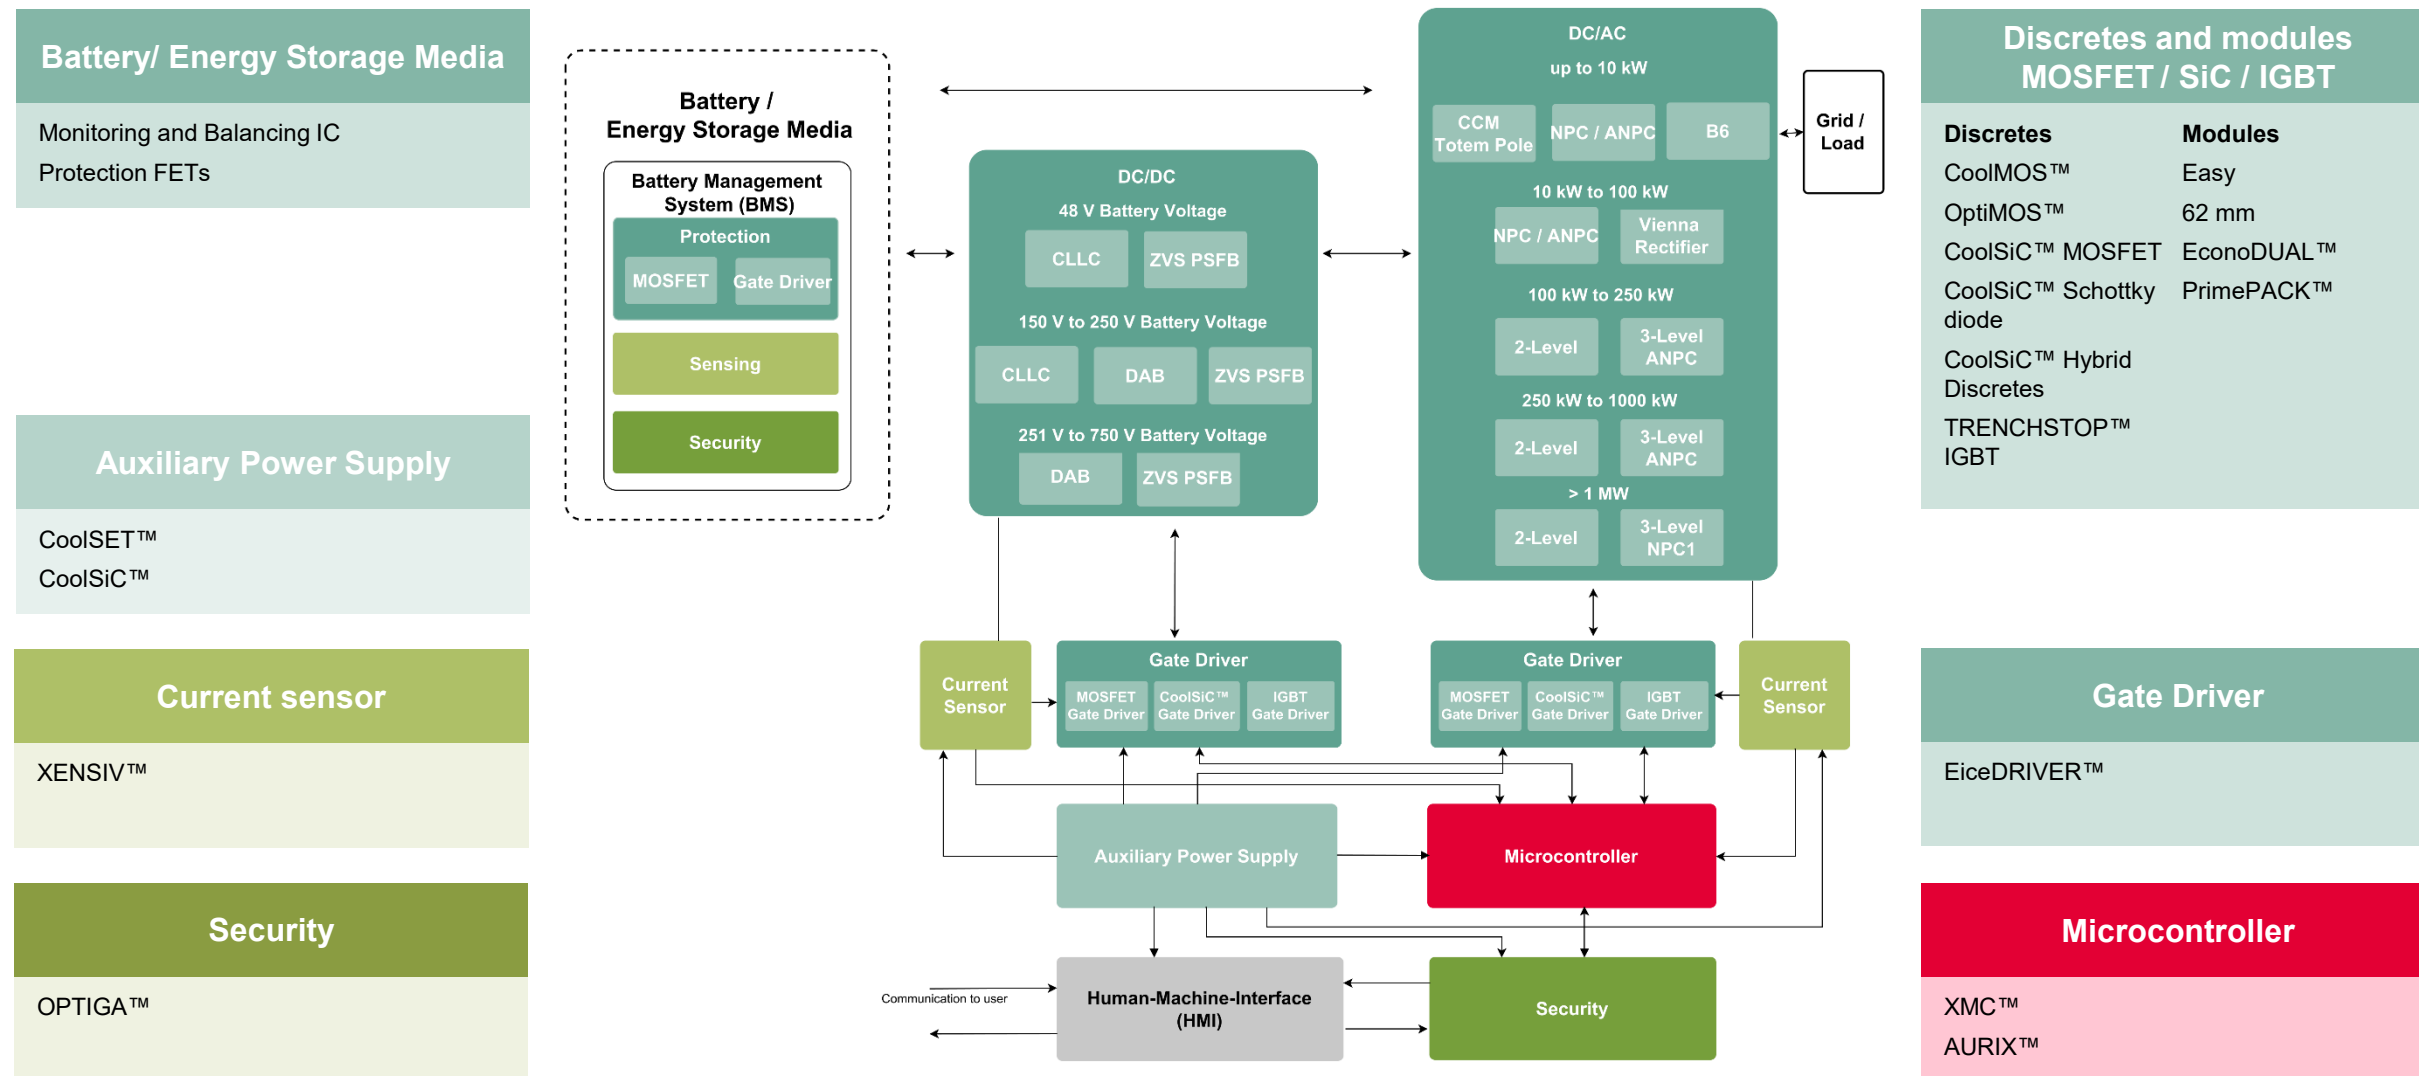 Battery/ Energy Storage Media
Monitoring and Balancing IC
Protection FETs
Auxiliary Power Supply
CoolSET™
CoolSiC™
Current sensor
XENSIV™
Security
OPTIGA™
Battery /
Energy Storage Media
Battery Management
System (BMS)
Protection
MOSFET
Gate Driver
Sensing
Security
DC/DC
48 V Battery Voltage
CLLC
ZVS PSFB
150 V to 250 V Battery Voltage
CLLC
DAB
ZVS PSFB
251 V to 750 V Battery Voltage
DAB
ZVS PSFB
DC/AC
up to 10 kW
CCM
Totem Pole
NPC / ANPC
B6
10 kW to 100 kW
NPC / ANPC
Vienna
Rectifier
100 kW to 250 kW
2-Level
3-Level
ANPC
250 kW to 1000 kW
2-Level
3-Level
ANPC
> 1 MW
2-Level
3-Level
NPC1
Grid /
Load
Current
Sensor
Gate Driver
MOSFET
Gate Driver
CoolSiC™
Gate Driver
IGBT
Gate Driver
Gate Driver
MOSFET
Gate Driver
CoolSiC™
Gate Driver
IGBT
Gate Driver
Current
Sensor
Auxiliary Power Supply
Microcontroller
Communication to user
Human-Machine-Interface
(HMI)
Security
Discretes and modules
MOSFET / SiC / IGBT
Discretes
CoolMOS™
OptiMOS™
CoolSiC™ MOSFET
CoolSiC™ Schottky
diode
CoolSiC™ Hybrid
Discretes
TRENCHSTOP™
IGBT
Modules
Easy
62 mm
EconoDUAL™
PrimePACK™
Gate Driver
EiceDRIVER™
Microcontroller
XMC™
AURIX™